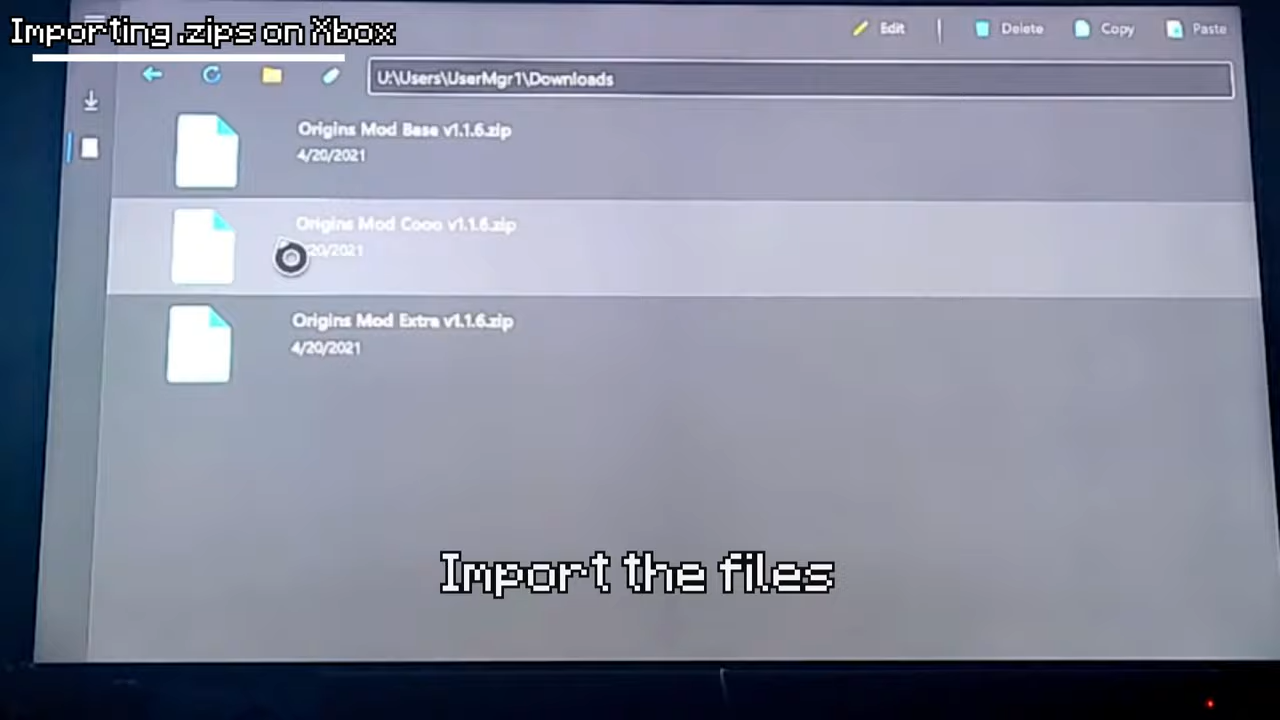 Importing .zips on Xbox
Edit
Delete
Copy
Paste
U:\Users\UserMgr1\Downloads
Origins Mod Base v1.1.6.zip
4/20/2021
Origins Mod Cooo v1.1.6.zip
20/2021
Origins Mod Extra v1.1.6.zip
4/20/2021
Import the files